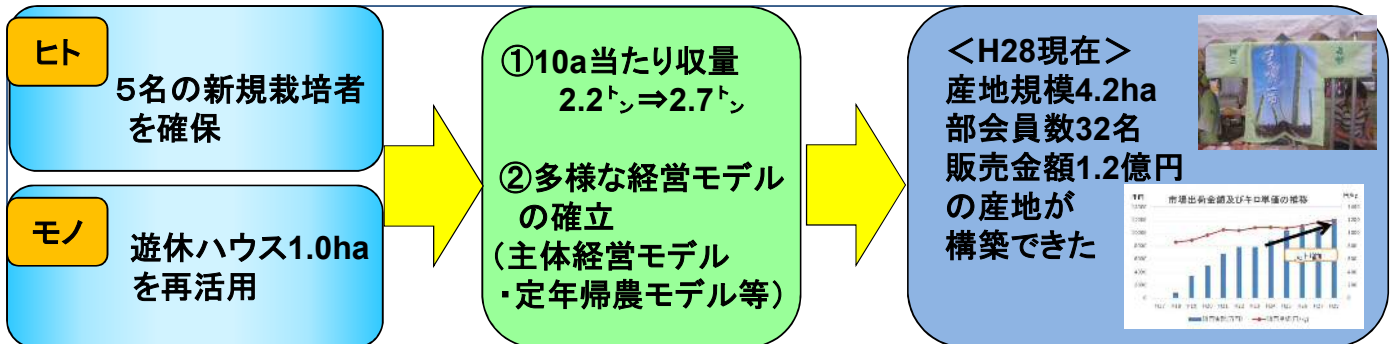 ヒト
5名の新規栽培者
を確保
モノ
遊休ハウス1.0ha
を再活用
①10a当たり収量
2.2㌧⇒2.7㌧
②多様な経営モデル
の確立
(主体経営モデル
・定年帰農モデル等)
<H28現在>
産地規模4.2ha
部会員数32名
販売金額1.2億円
の産地が
構築できた
市場出荷金額及びキロ単価の推移